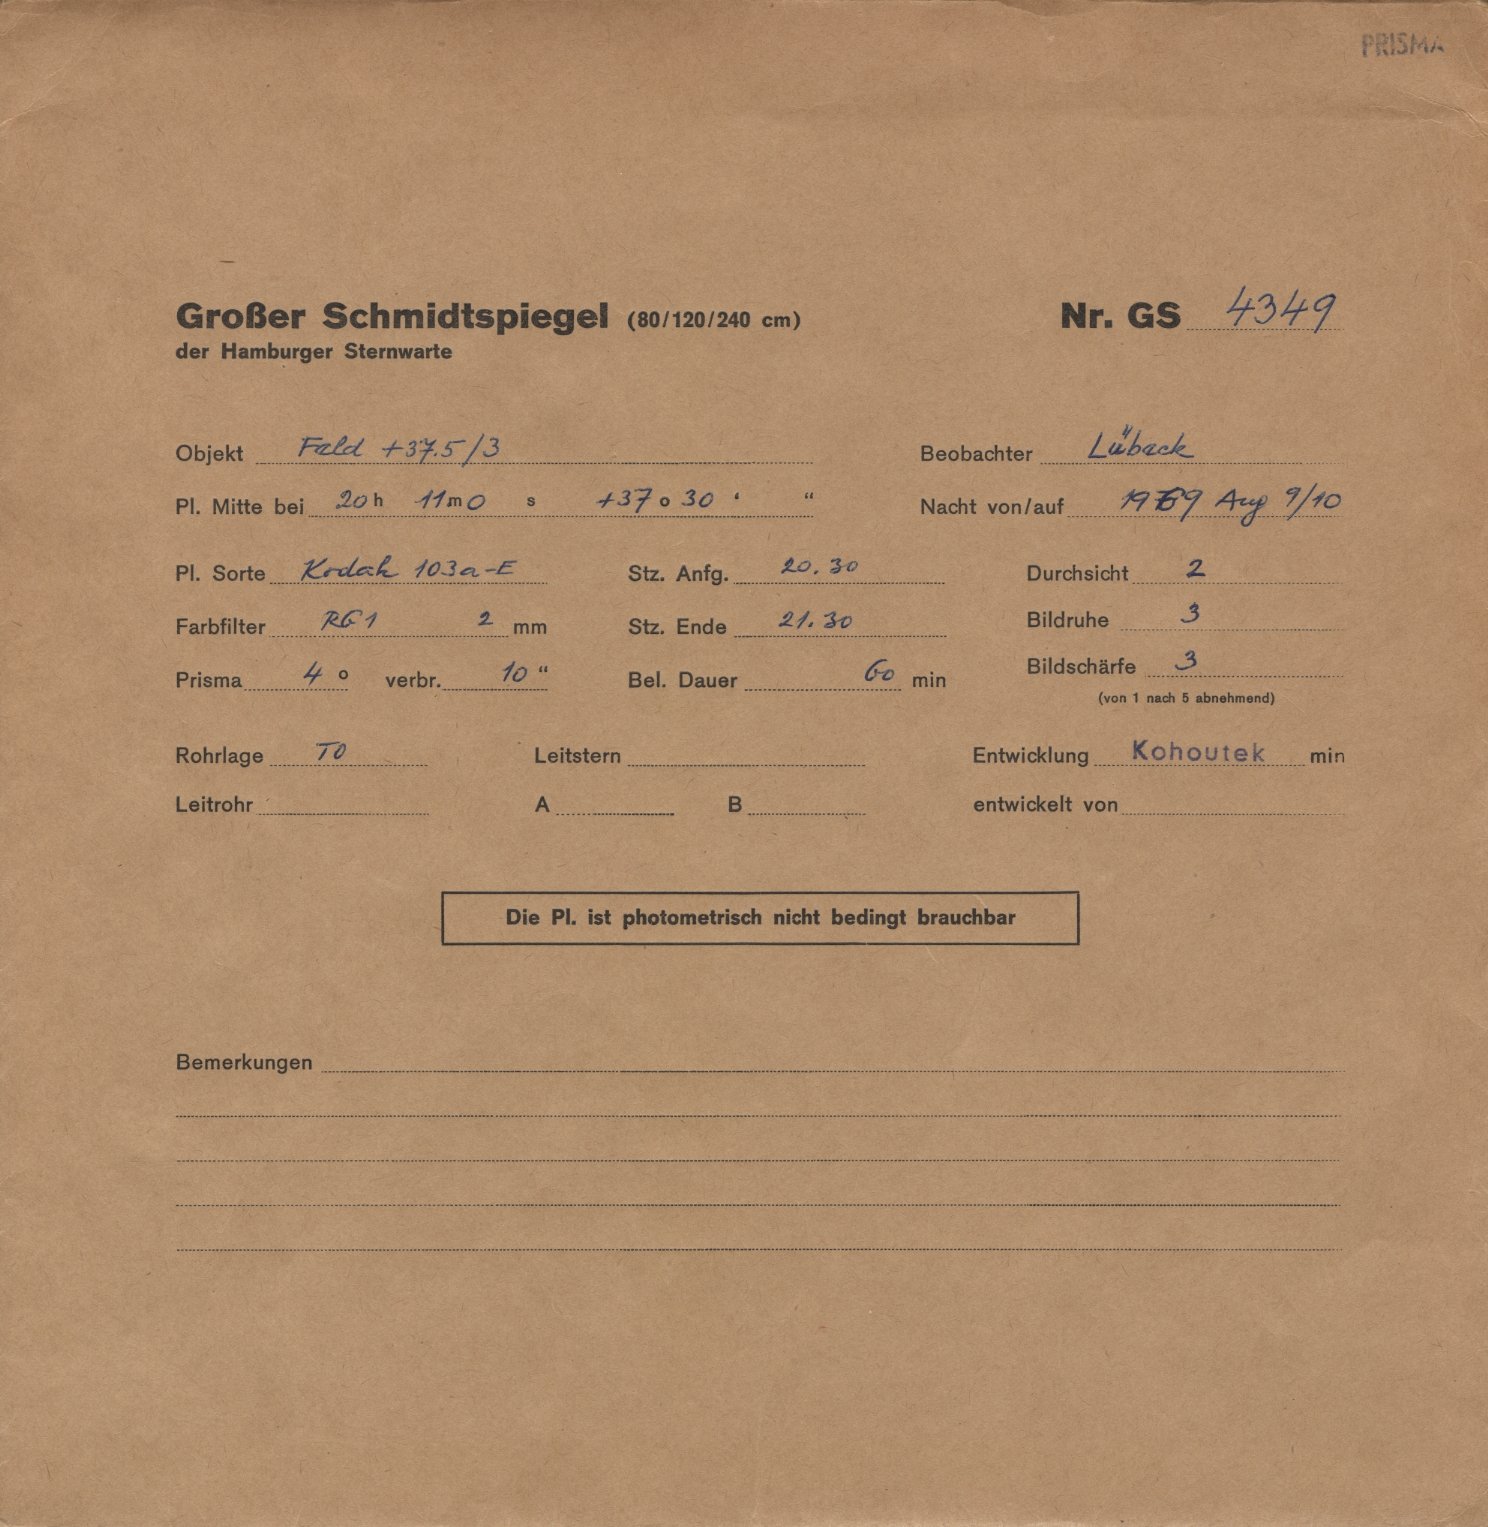 PRISMA
Großer Schmidtspiegel (80/120/240 cm) Nr. GS 4349
der Hamburger Sternwarte
Objekt Feld +37.5/3 Beobachter Lübeck
Pl. Mitte bei 20 h 11 m 0 s +37 o 30 ‘ “ Nacht von/auf 1969 Aug 9/10
Pl. Sorte Kodak 103a-E Stz. Anfg. 20.30 Durchsicht 2
Farbfilter RG1 2 mm Stz. Ende 21.30 Bildruhe 3
Prisma 4 o verbr. 10 “ Bel. Dauer 60 min Bildschärfe 3
(von 1 nach 5 abnehmend)
Rohrlage TO Leitstern Entwicklung Kohoutek min
Leitrohr A B entwickelt von
Die Pl. ist photometrisch nicht bedingt brauchbar
Bemerkungen